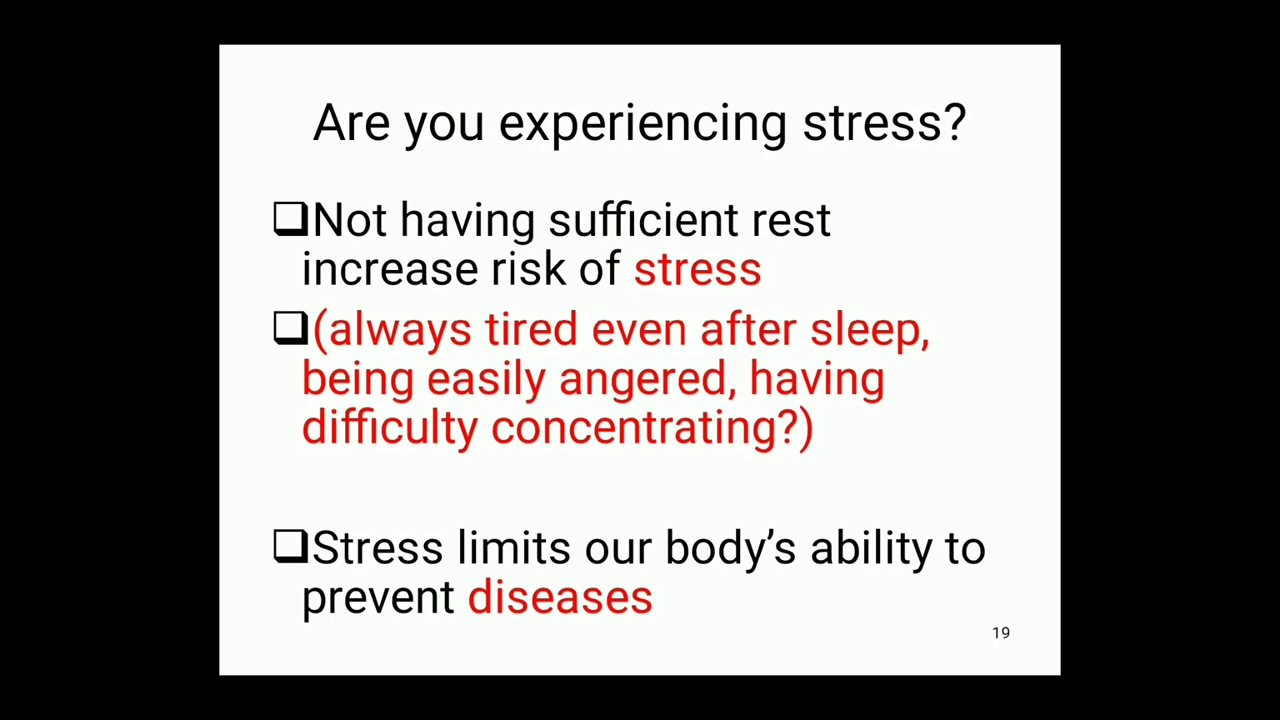 Are you experiencing stress?
❑Not having sufficient rest
increase risk of stress
❑(always tired even after sleep,
being easily angered, having
difficulty concentrating?)
❑Stress limits our body’s ability to
prevent diseases
19